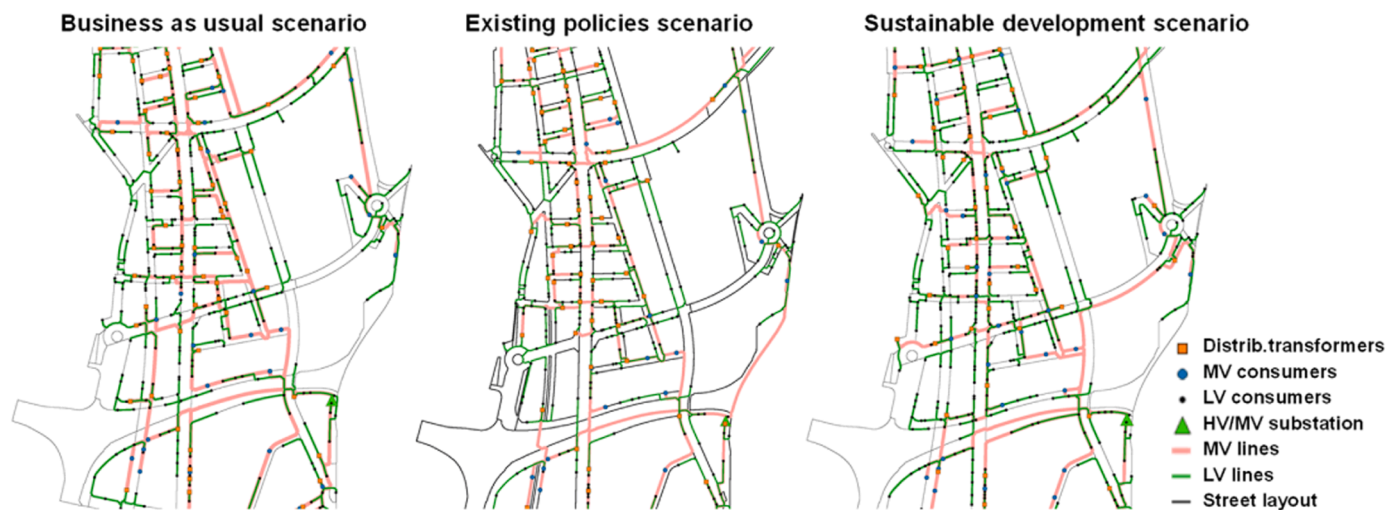 Business as usual scenario
Existing policies scenario
Sustainable development scenario
Distrib.transformers
MV consumers
LV consumers
HV/MV substation
MV lines
LV lines
Street layout